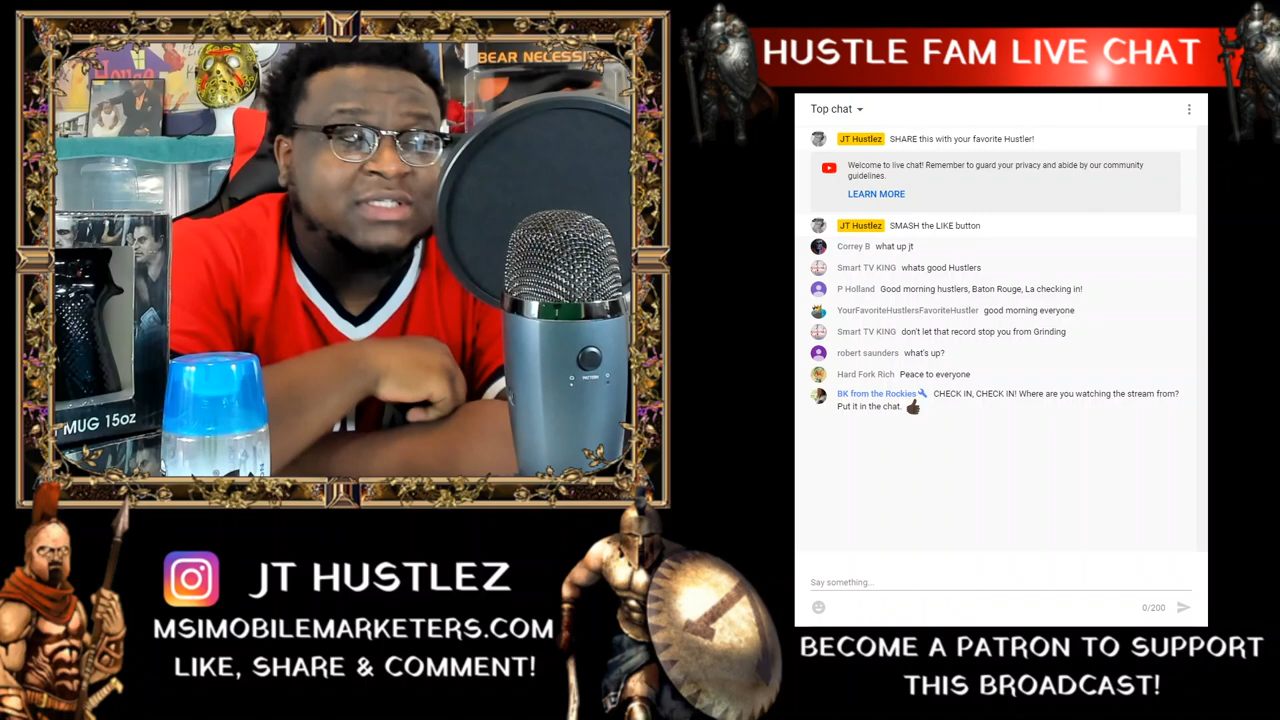 BEAR NECESSI
MUG 15oz
PATTERN
JT HUSTLEZ
MSIMOBILEMARKETERS.COM
LIKE, SHARE & COMMENT!
HUSTLE FAM LIVE CHAT
Top chat
JT Hustlez SHARE this with your favorite Hustler!
Welcome to live chat! Remember to guard your privacy and abide by our community
guidelines.
LEARN MORE
JT Hustlez SMASH the LIKE button
Correy B what up jt
Smart TV KING whats good Hustlers
P Holland Good morning hustlers, Baton Rouge, La checking in!
YourFavoriteHustlersFavoriteHustler good morning everyone
Smart TV KING don't let that record stop you from Grinding
robert saunders what's up?
Hard Fork Rich Peace to everyone
BK from the Rockies CHECK IN, CHECK IN! Where are you watching the stream from?
Put it in the chat.
Say something...
0/200
BECOME A PATRON TO SUPPORT
THIS BROADCAST!